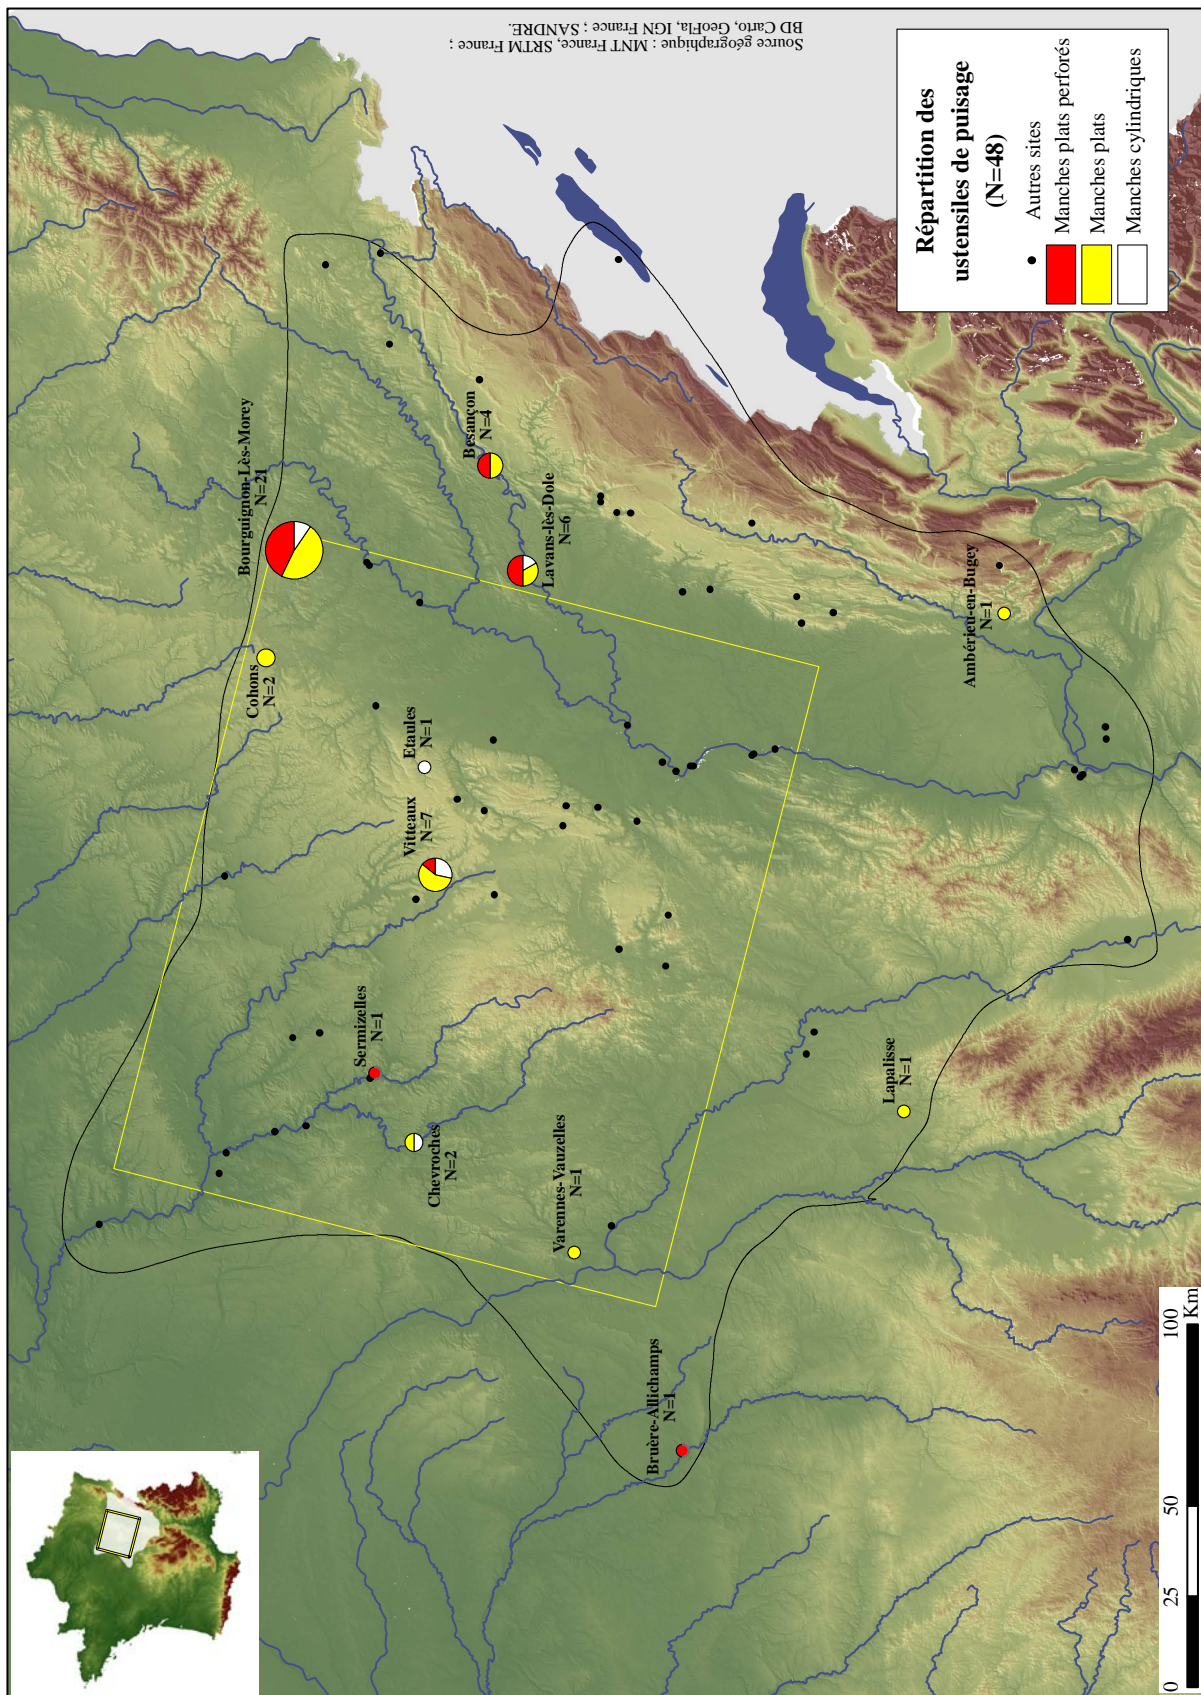 Source géographique : MNT France, SRTM France ;
BD Carto, GeoFla, IGN France ; SANDRE.
Répartition des
ustensiles de puisage
(N=48)
Autres sites
Manches plats perforés
Manches plats
Manches cylindriques
Bourguignon-Lès-Morey
N=21
Cohons
N=2
Besançon
N=4
Lavans-lès-Dole
N=6
Etaules
N=1
Vitteaux
N=7
Sermizelles
N=1
Chevroches
N=2
Varennes-Vauzelles
N=1
Bruère-Allichamps
N=1
Lapalisse
N=1
Ambérieu-en-Bugey
N=1
0 25 50 100
Km